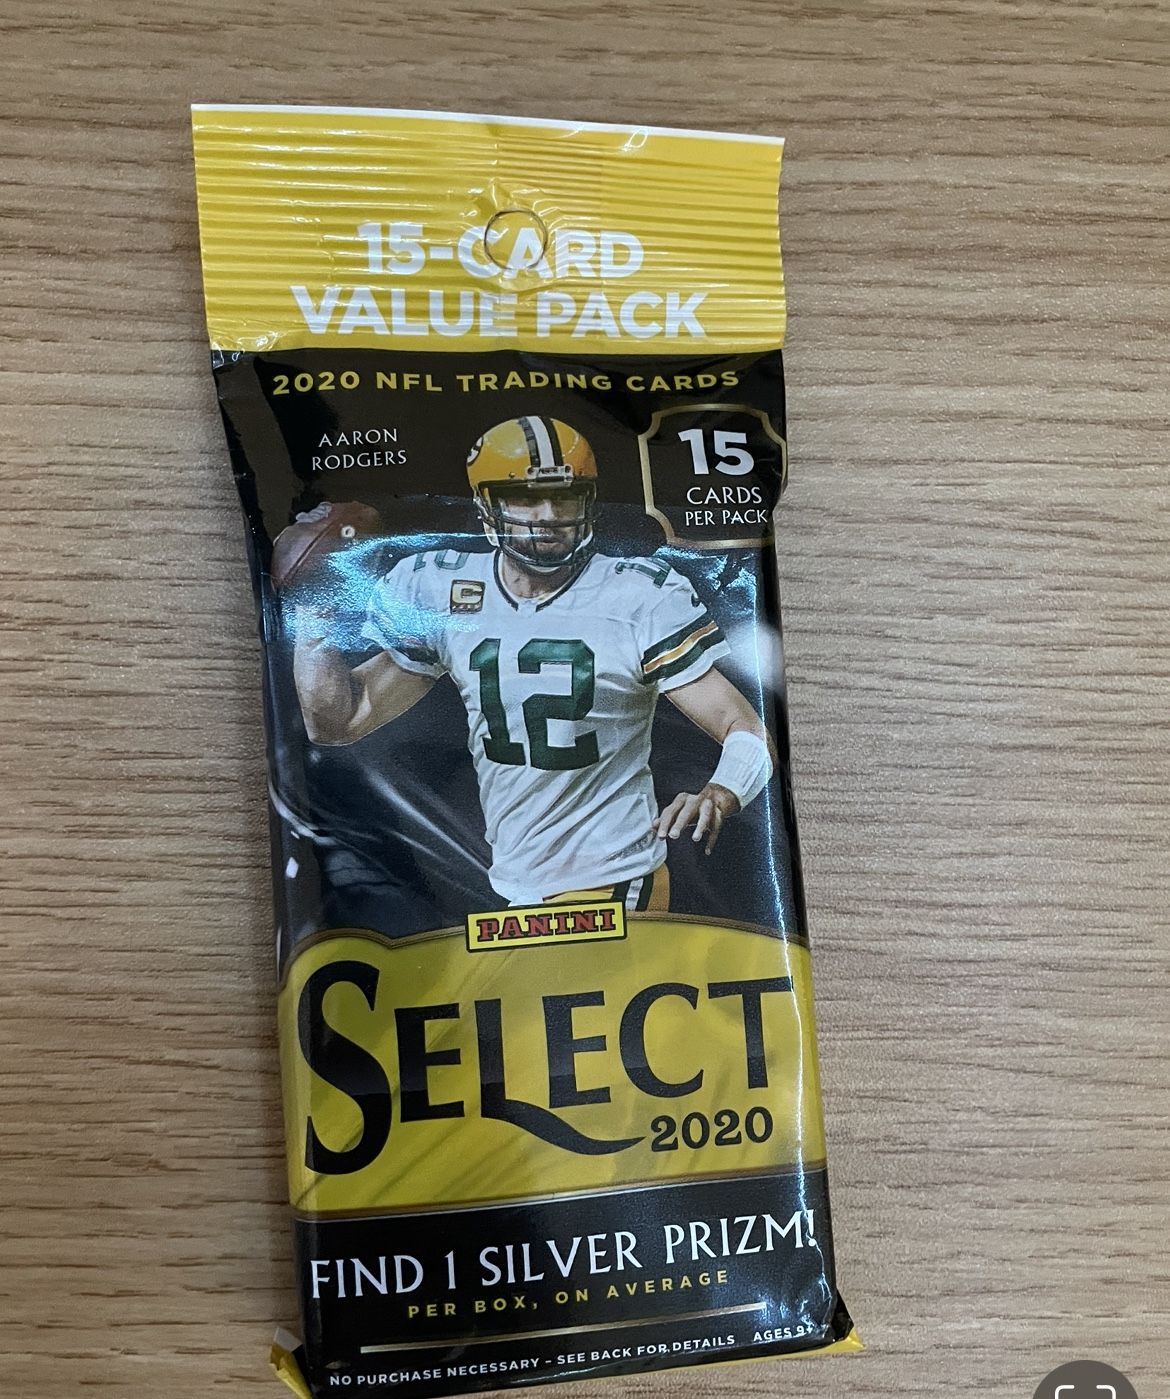 15-CARD
VALUE PACK
2020 NFL TRADING CARDS
AARON
RODGERS
15
CARDS
PER PACK
12
C
12
PANINI
SELECT
2020
FIND 1 SILVER PRIZM!
PER BOX, ON AVERAGE
NO PURCHASE NECESSARY - SEE BACK FOR DETAILS AGES 9+